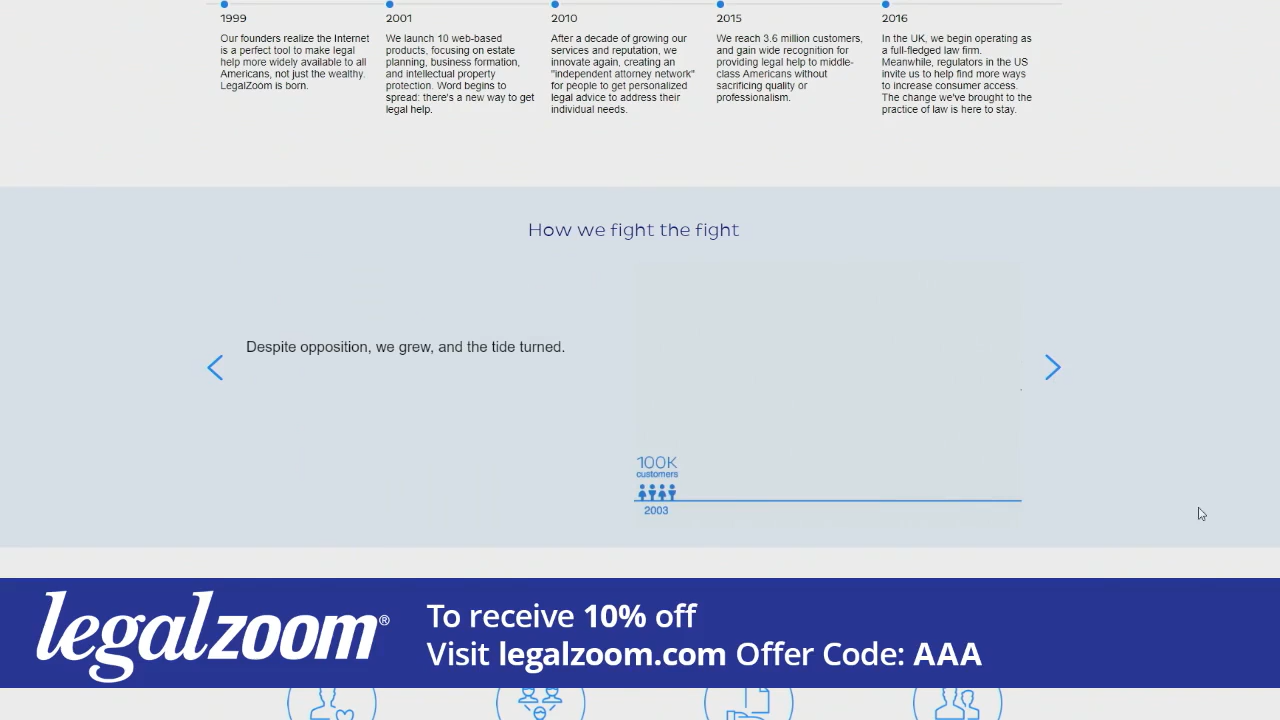 1999
Our founders realize the Internet
is a perfect tool to make legal
help more widely available to all
Americans, not just the wealthy.
LegalZoom is born.
2001
We launch 10 web-based
products, focusing on estate
planning, business formation,
and intellectual property
protection. Word begins to
spread: there's a new way to get
legal help.
2010
After a decade of growing our
services and reputation, we
innovate again, creating an
"independent attorney network"
for people to get personalized
legal advice to address their
individual needs.
2015
We reach 3.6 million customers,
and gain wide recognition for
providing legal help to middle-
class Americans without
sacrificing quality or
professionalism.
2016
In the UK, we begin operating as
a full-fledged law firm.
Meanwhile, regulators in the US
invite us to help find more ways
to increase consumer access.
The change we've brought to the
practice of law is here to stay.
How we fight the fight
Despite opposition, we grew, and the tide turned.
100K
customers
2003
legalzoom®
To receive 10% off
Visit legalzoom.com Offer Code: AAA